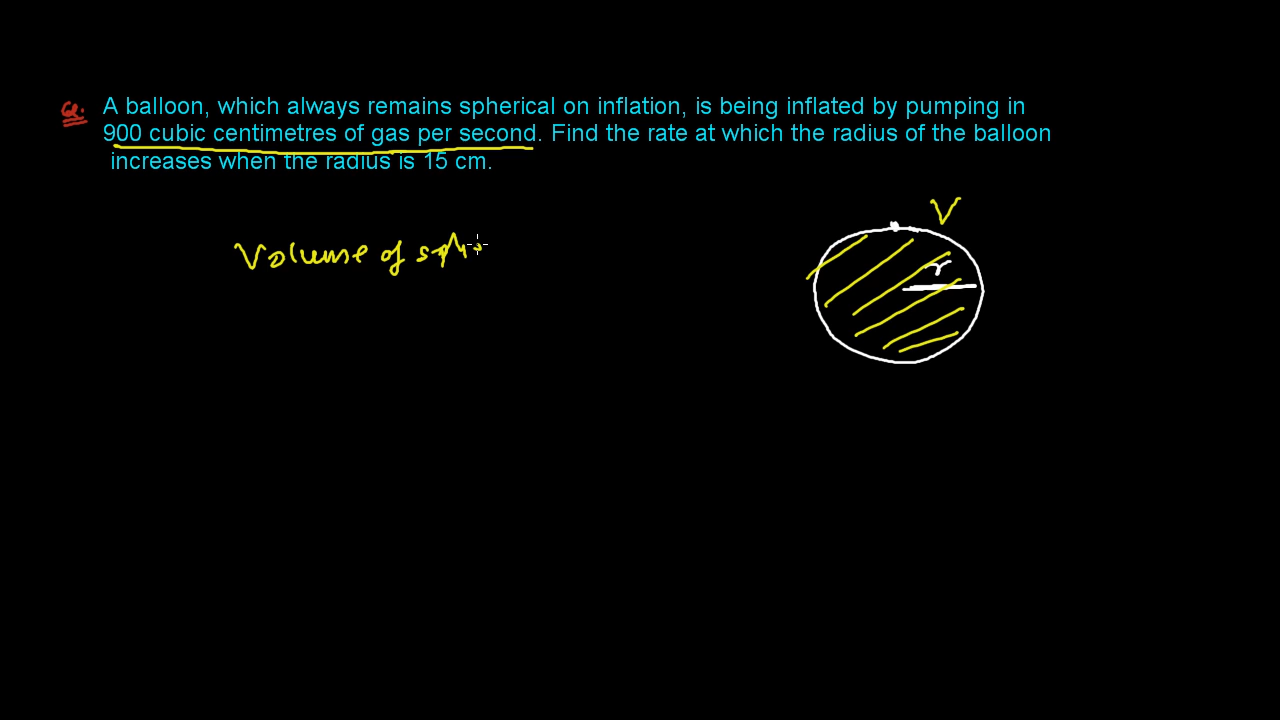 Q. A balloon, which always remains spherical on inflation, is being inflated by pumping in
900 cubic centimetres of gas per second. Find the rate at which the radius of the balloon
increases when the radius is 15 cm.
V
Volume of
r